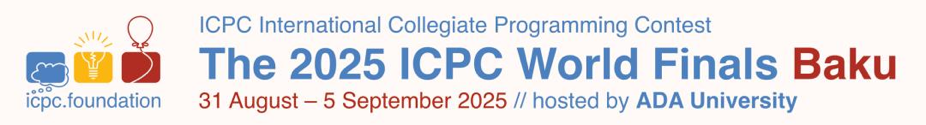 ICPC International Collegiate Programming Contest
The 2025 ICPC World Finals Baku
31 August – 5 September 2025 // hosted by ADA University
icpc.foundation